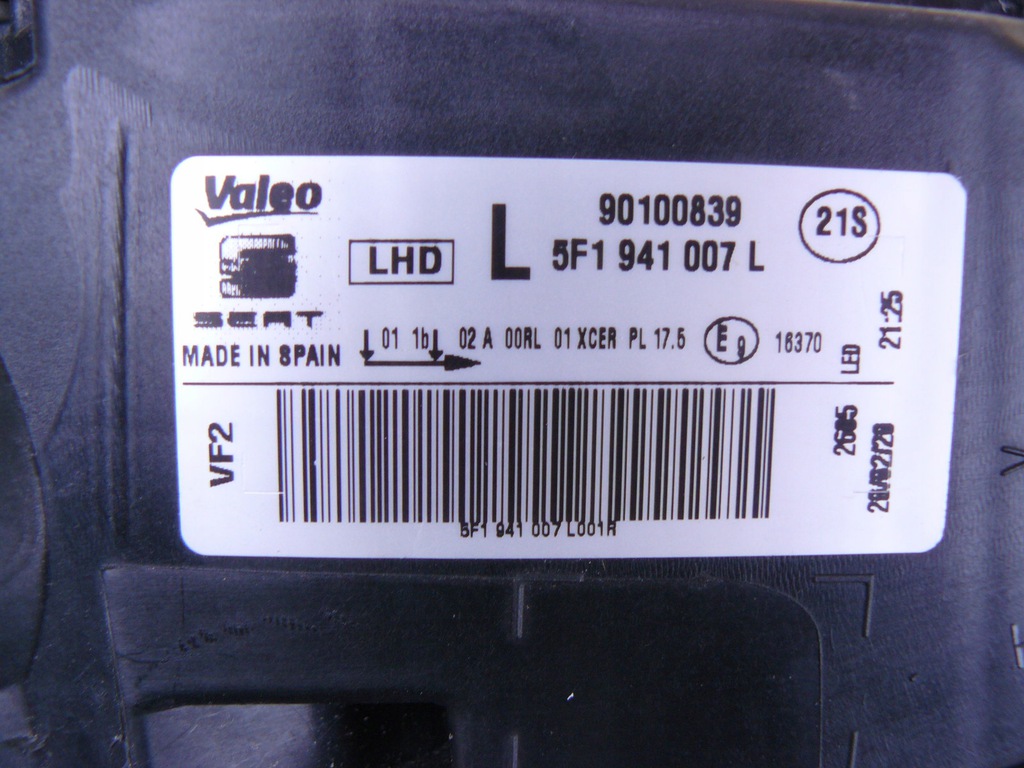 Valeo
SEAT
MADE IN SPAIN
LHD
L
90100839
5F1 941 007 L
21S
01 1b 02 A 00RL 01 XCER PL 17.5 E9 16370
LED
21:25
VF2
2605
5F1 941 007 L001R